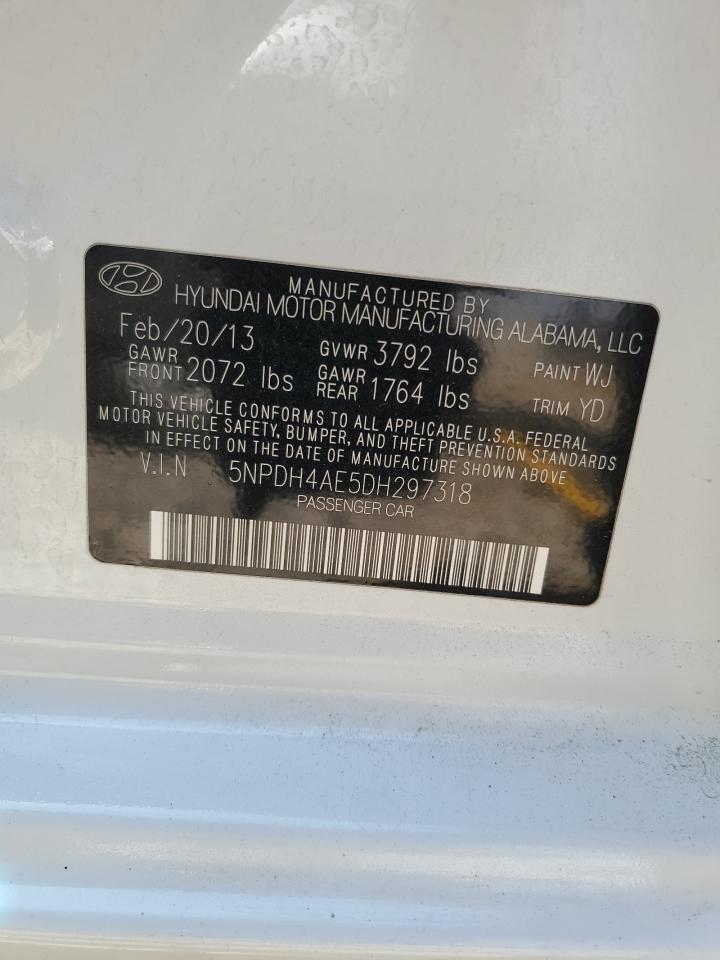 MANUFACTURED BY
HYUNDAI MOTOR MANUFACTURING ALABAMA, LLC
Feb/20/13 GVWR 3792 lbs PAINT WJ
GAWR FRONT 2072 lbs GAWR REAR 1764 lbs TRIM YD
THIS VEHICLE CONFORMS TO ALL APPLICABLE U.S.A. FEDERAL
MOTOR VEHICLE SAFETY, BUMPER, AND THEFT PREVENTION STANDARDS
IN EFFECT ON THE DATE OF MANUFACTURE SHOWN ABOVE
V.I.N 5NPDH4AE5DH297318
PASSENGER CAR